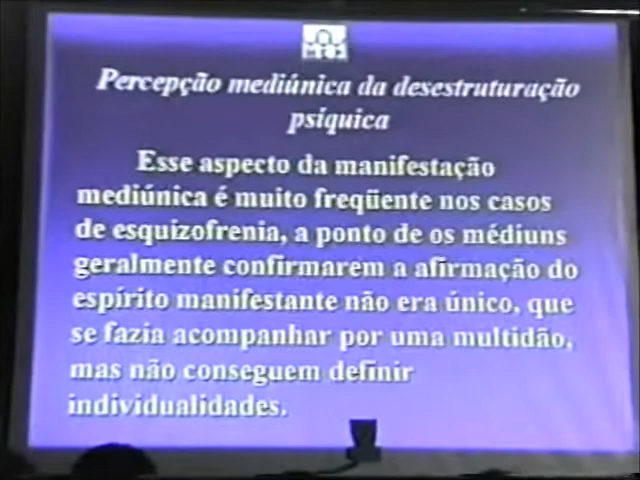 Percepção mediúnica da desestruturação
psíquica
Esse aspecto da manifestação
mediúnica é muito freqüente nos casos
de esquizofrenia, a ponto de os médiuns
geralmente confirmarem a afirmação do
espírito manifestante não era único, que
se fazia acompanhar por uma multidão,
mas não conseguem definir
individualidades.